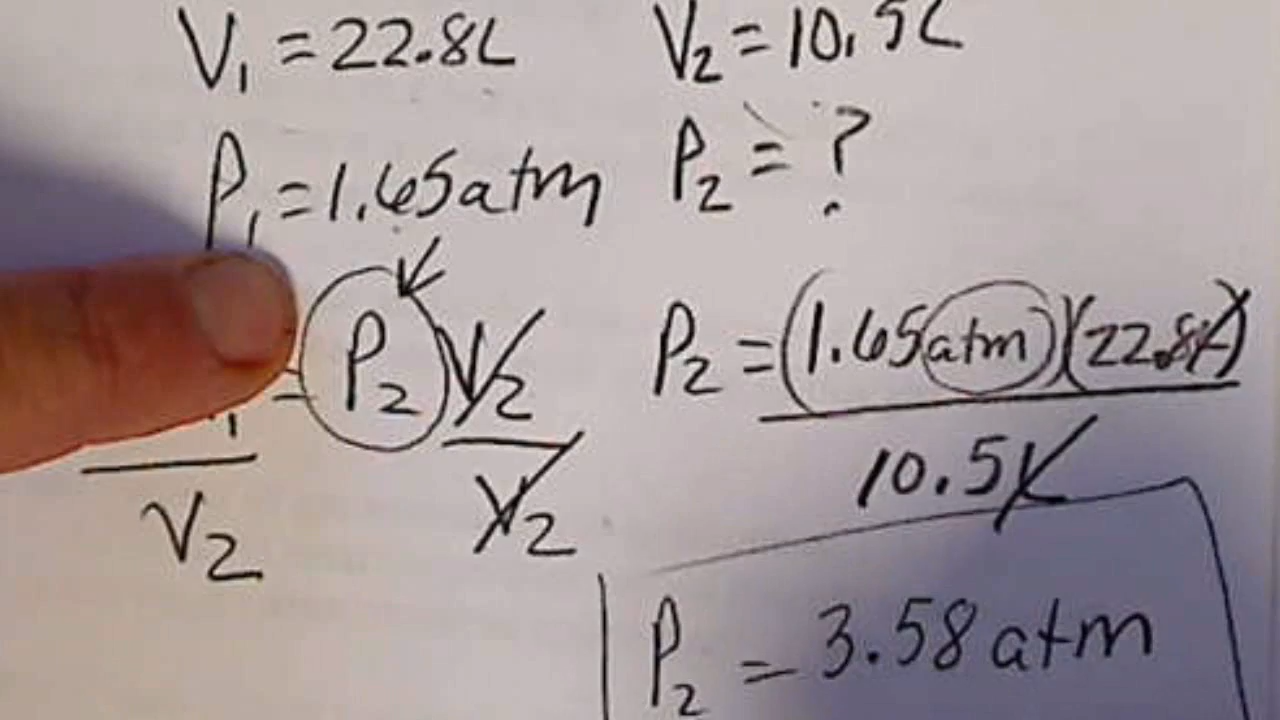 V₁ = 22.8L V₂ = 10.5L
P₁ = 1.65atm P₂ = ?
= P₂ V₂ / V₂
V₂
P₂ = (1.65atm)(22.8L)
10.5L
P₂ = 3.58 atm